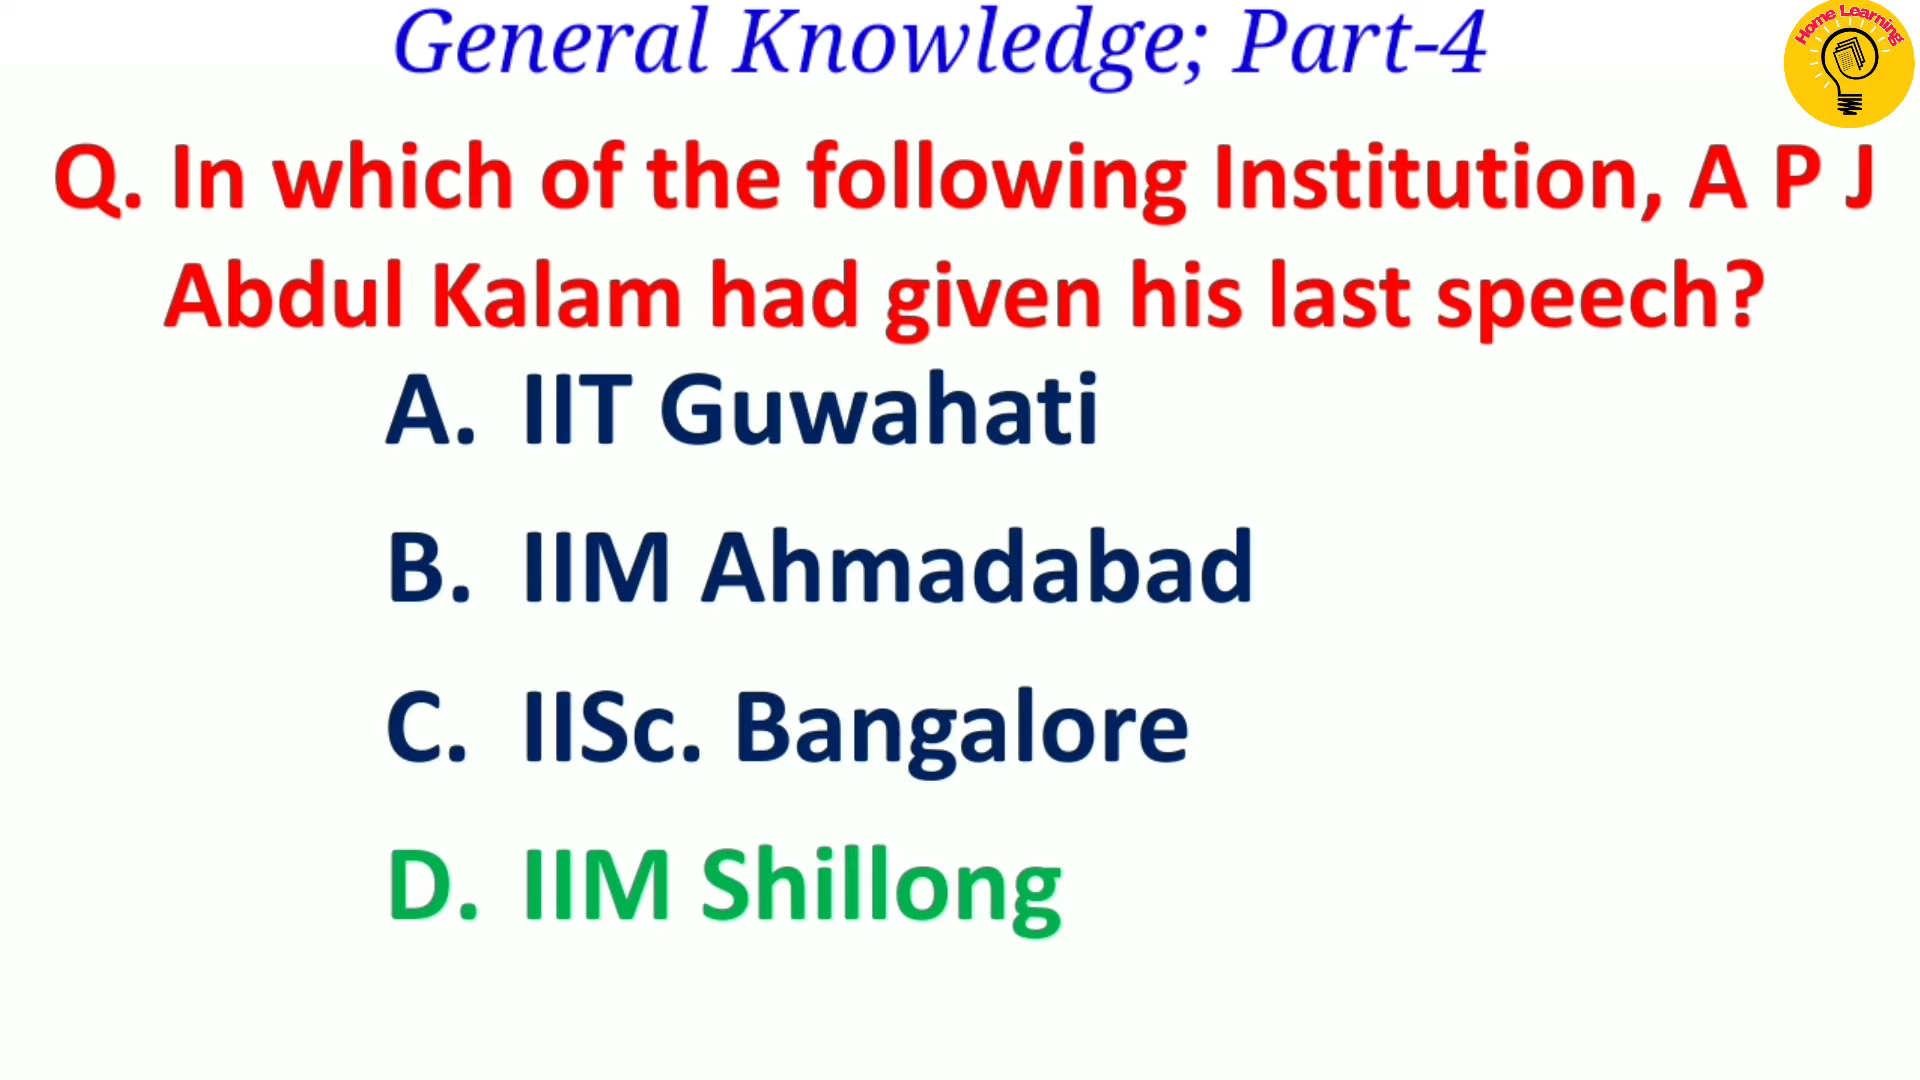 General Knowledge; Part-4
Home Learning
Q. In which of the following Institution, A P J
Abdul Kalam had given his last speech?
A. IIT Guwahati
B. IIM Ahmadabad
C. IISc. Bangalore
D. IIM Shillong